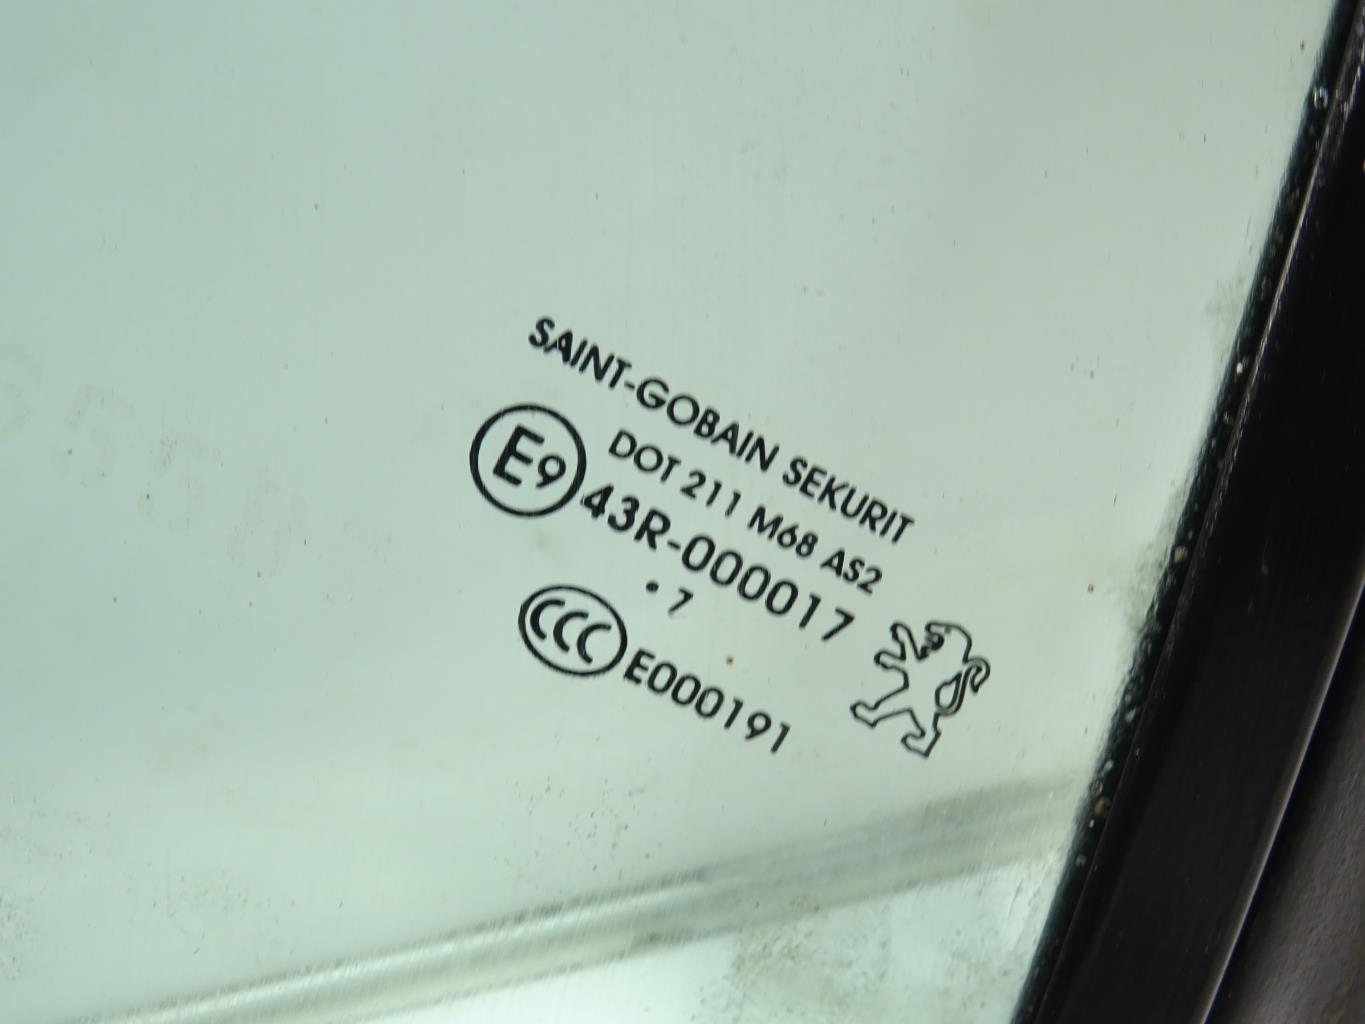 SAINT-GOBAIN SEKURIT
DOT 211 M68 AS2
E9 43R-000017
. 7
CCC E000191